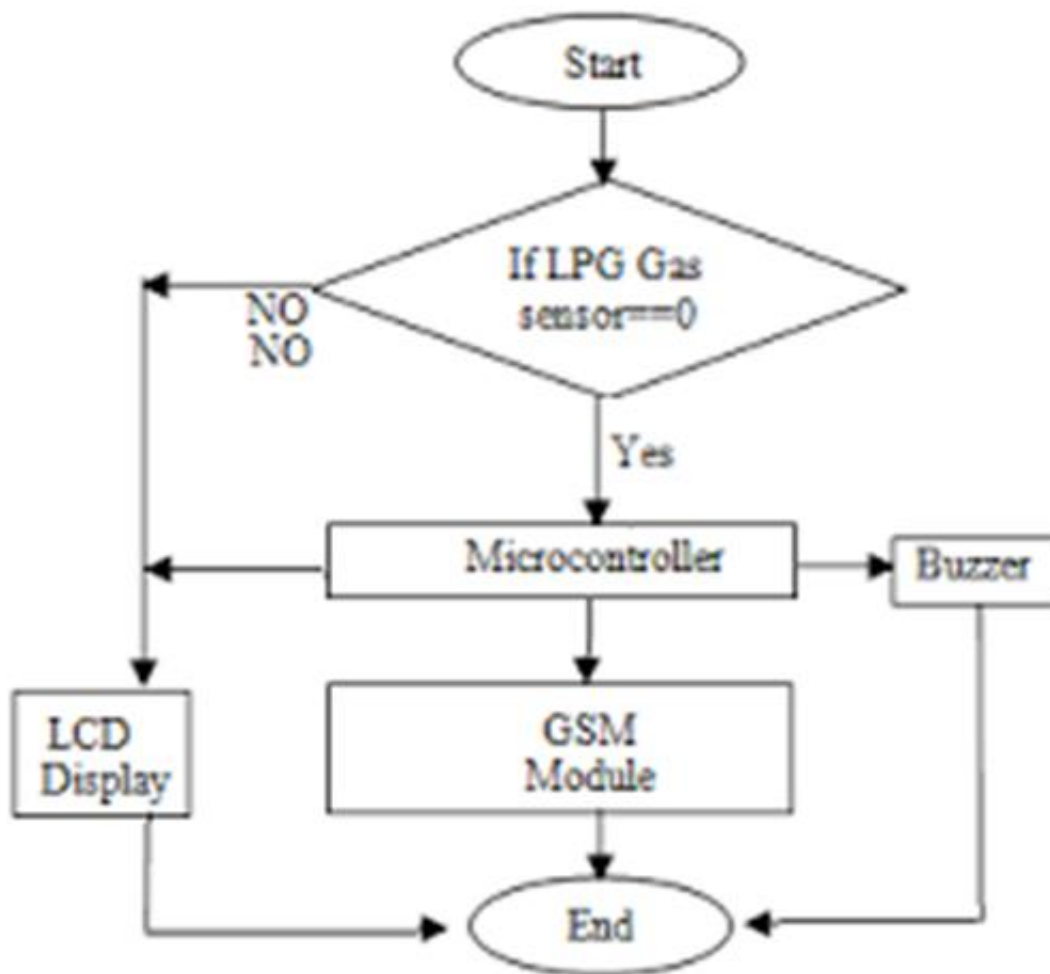 Start
If LPG Gas
sensor==0
NO
NO
Yes
Microcontroller
Buzzer
LCD
Display
GSM
Module
End